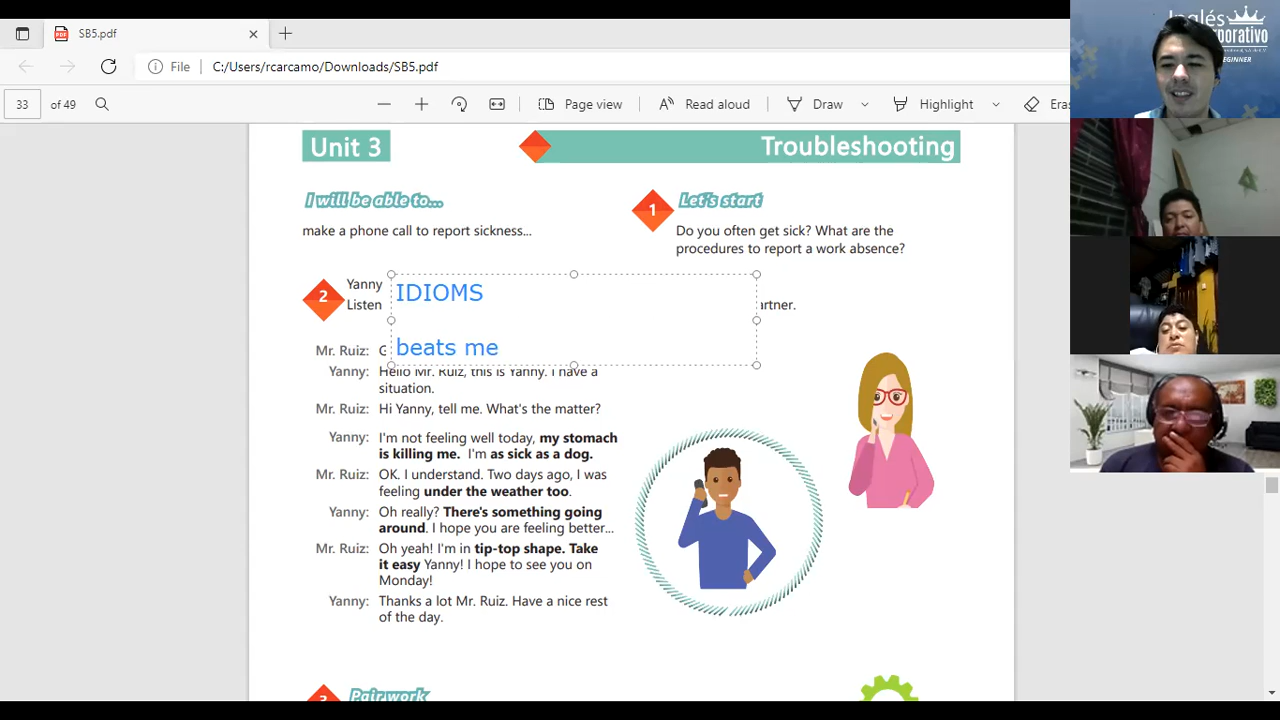 SB5.pdf
File
C:/Users/rcarcamo/Downloads/SB5.pdf
33 of 49
Page view
Read aloud
Draw
Highlight
Eras
Inglés
rporativo
EGINNER
Unit 3
Troubleshooting
I will be able to...
make a phone call to report sickness...
1
Let's start
Do you often get sick? What are the
procedures to report a work absence?
2
Yanny
Listen
artner.
IDIOMS
beats me
Mr. Ruiz: G
Yanny: Hello Mr. Ruiz, this is Yanny. I have a
situation.
Mr. Ruiz: Hi Yanny, tell me. What's the matter?
Yanny: I'm not feeling well today, my stomach
is killing me. I'm as sick as a dog.
Mr. Ruiz: OK. I understand. Two days ago, I was
feeling under the weather too.
Yanny: Oh really? There's something going
around. I hope you are feeling better...
Mr. Ruiz: Oh yeah! I'm in tip-top shape. Take
it easy Yanny! I hope to see you on
Monday!
Yanny: Thanks a lot Mr. Ruiz. Have a nice rest
of the day.
3
Pair work